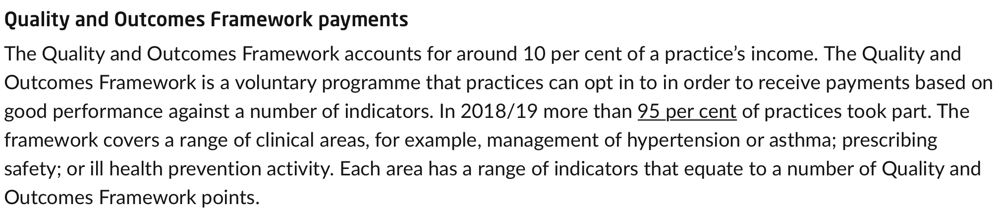 Quality and Outcomes Framework payments
The Quality and Outcomes Framework accounts for around 10 per cent of a practice’s income. The Quality and
Outcomes Framework is a voluntary programme that practices can opt in to in order to receive payments based on
good performance against a number of indicators. In 2018/19 more than 95 per cent of practices took part. The
framework covers a range of clinical areas, for example, management of hypertension or asthma; prescribing
safety; or ill health prevention activity. Each area has a range of indicators that equate to a number of Quality and
Outcomes Framework points.